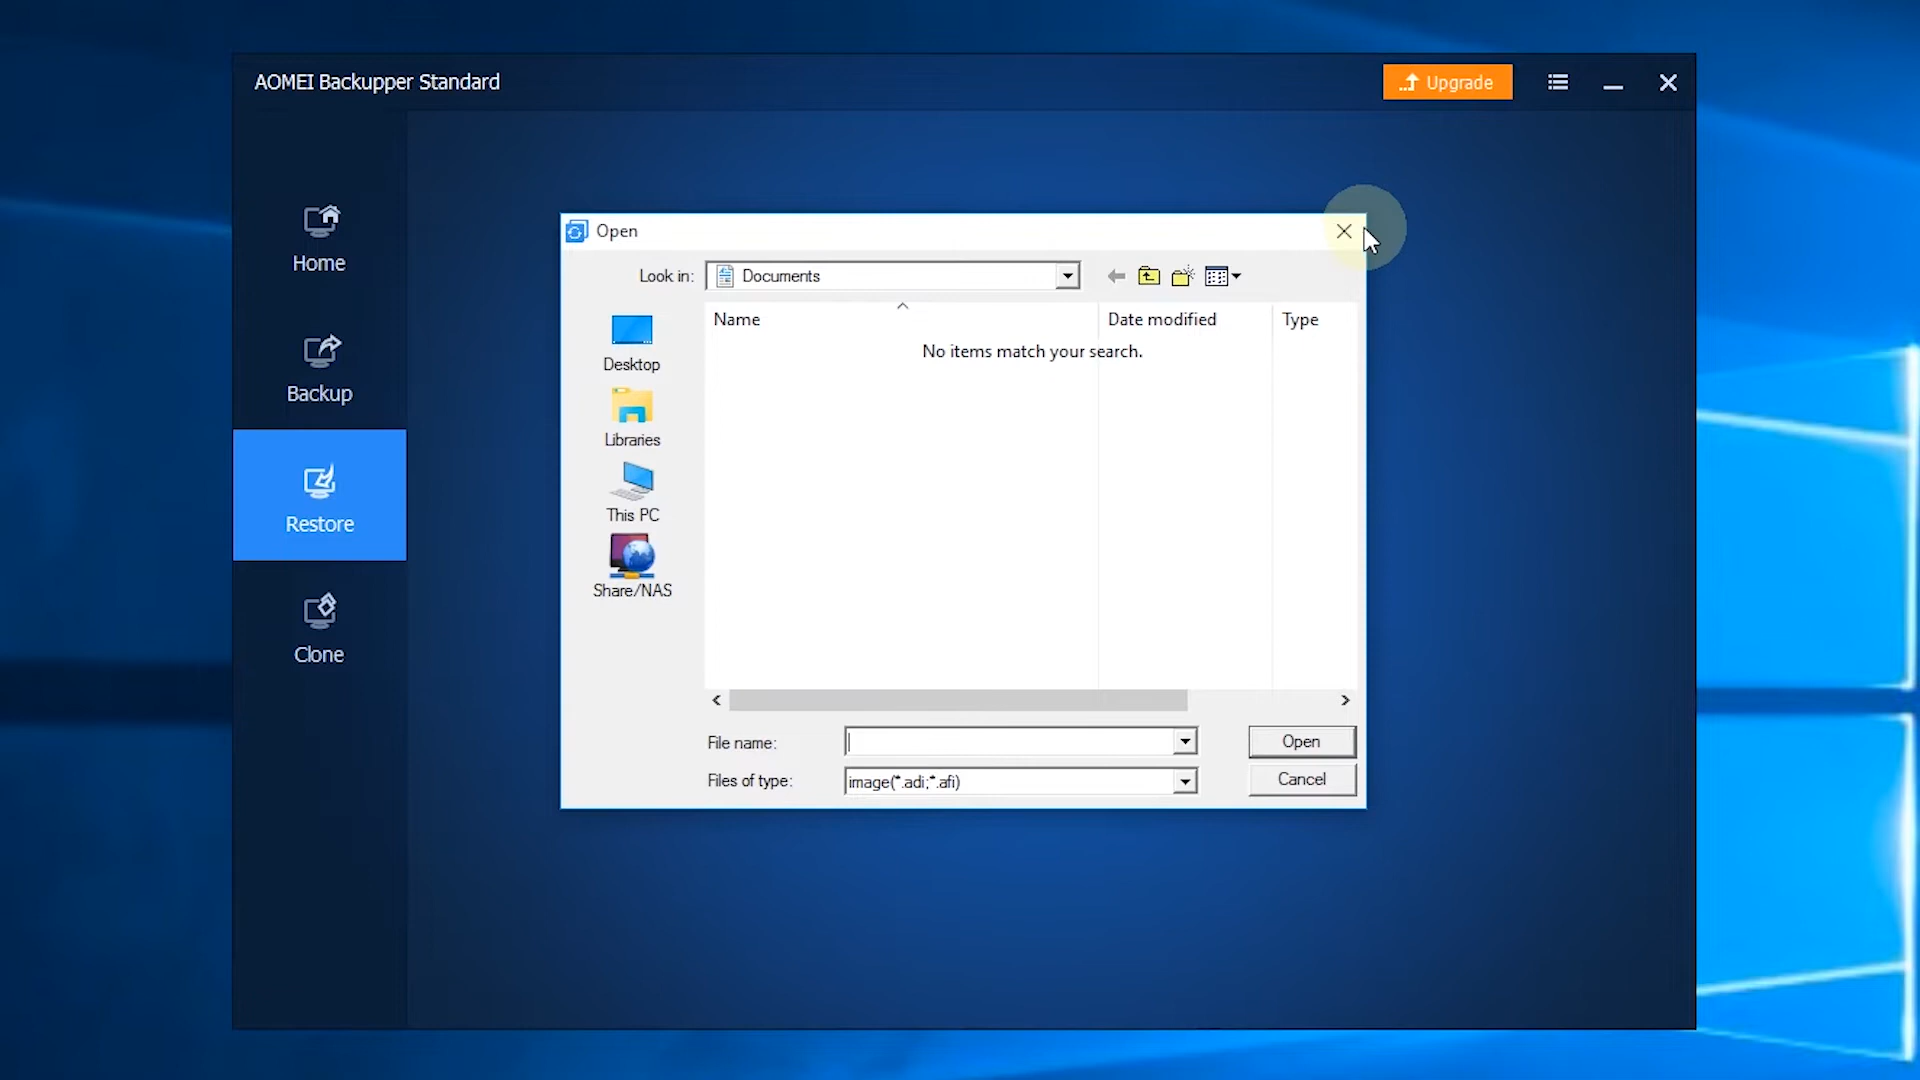 AOMEI Backupper Standard
Upgrade
Home
Backup
Restore
Clone
Open
Look in:
Documents
Desktop
Libraries
This PC
Share/NAS
Name
Date modified
Type
No items match your search.
File name:
Open
Files of type:
image(*.adi;*.afi)
Cancel